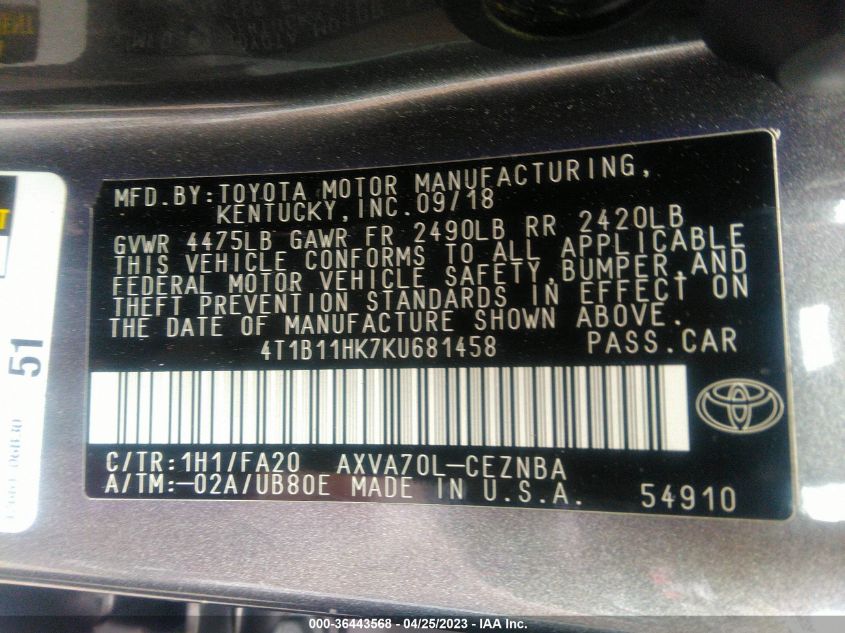 MFD. BY: TOYOTA MOTOR MANUFACTURING,
KENTUCKY, INC. 09/18
GVWR 4475LB GAWR FR 2490LB RR 2420LB
THIS VEHICLE CONFORMS TO ALL APPLICABLE
FEDERAL MOTOR VEHICLE SAFETY, BUMPER, AND
THEFT PREVENTION STANDARDS IN EFFECT ON
THE DATE OF MANUFACTURE SHOWN ABOVE.
4T1B11HK7KU681458 PASS. CAR
C/TR: 1H1/FA20 AXVA70L-CEZNBA
A/TM:-02A/UB80E MADE IN U.S.A. 54910
51
000-36443568 - 04/25/2023 - IAA Inc.